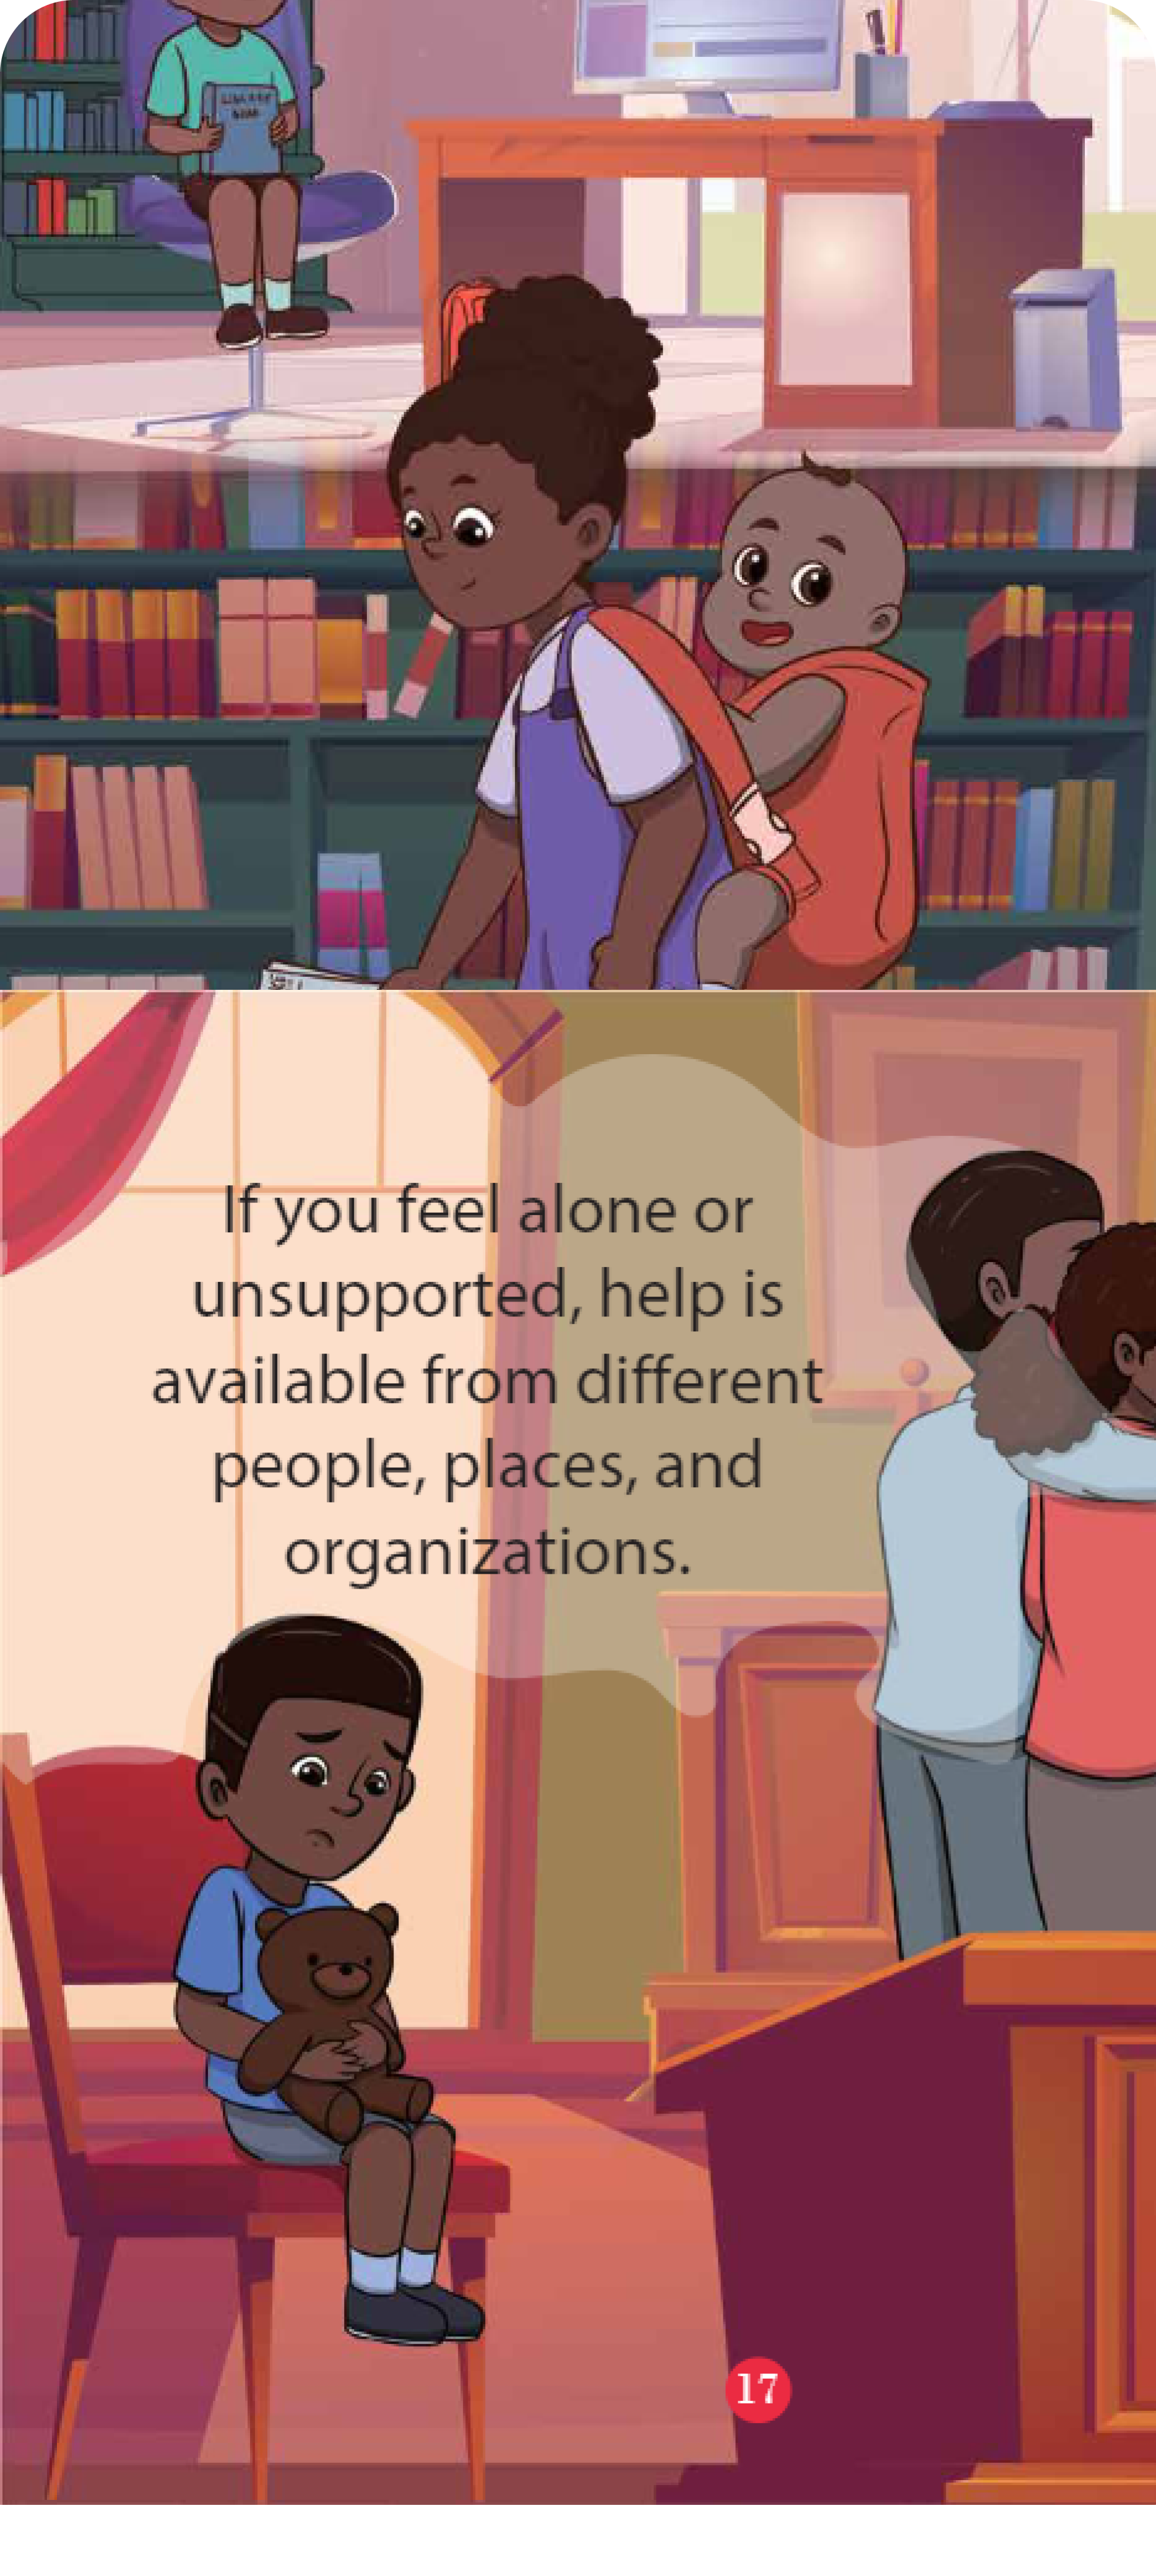 If you feel alone or
unsupported, help is
available from different
people, places, and
organizations.
17